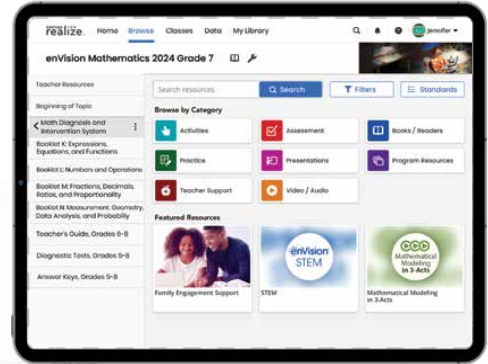 realize.
Home Browse Classes Data My Library
Jennifer
enVision Mathematics 2024 Grade 7
Teacher Resources
Beginning of Topic
Math Diagnosis and
Intervention System
Booklet K: Expressions,
Equations, and Functions
Booklet L: Numbers and Operations
Booklet M: Fractions, Decimals,
Ratios, and Proportionality
Booklet N: Measurement, Geometry,
Data Analysis, and Probability
Teacher's Guide, Grades 6-8
Diagnostic Tests, Grades 5-8
Answer Keys, Grades 5-8
Search resources
Search
Filters
Standards
Browse by Category
Activities
Assessment
Books / Readers
Practice
Presentations
Program Resources
Teacher Support
Video / Audio
Featured Resources
enVision
STEM
Mathematical
Modeling
in 3-Acts
Family Engagement Support
STEM
Mathematical Modeling
in 3-Acts